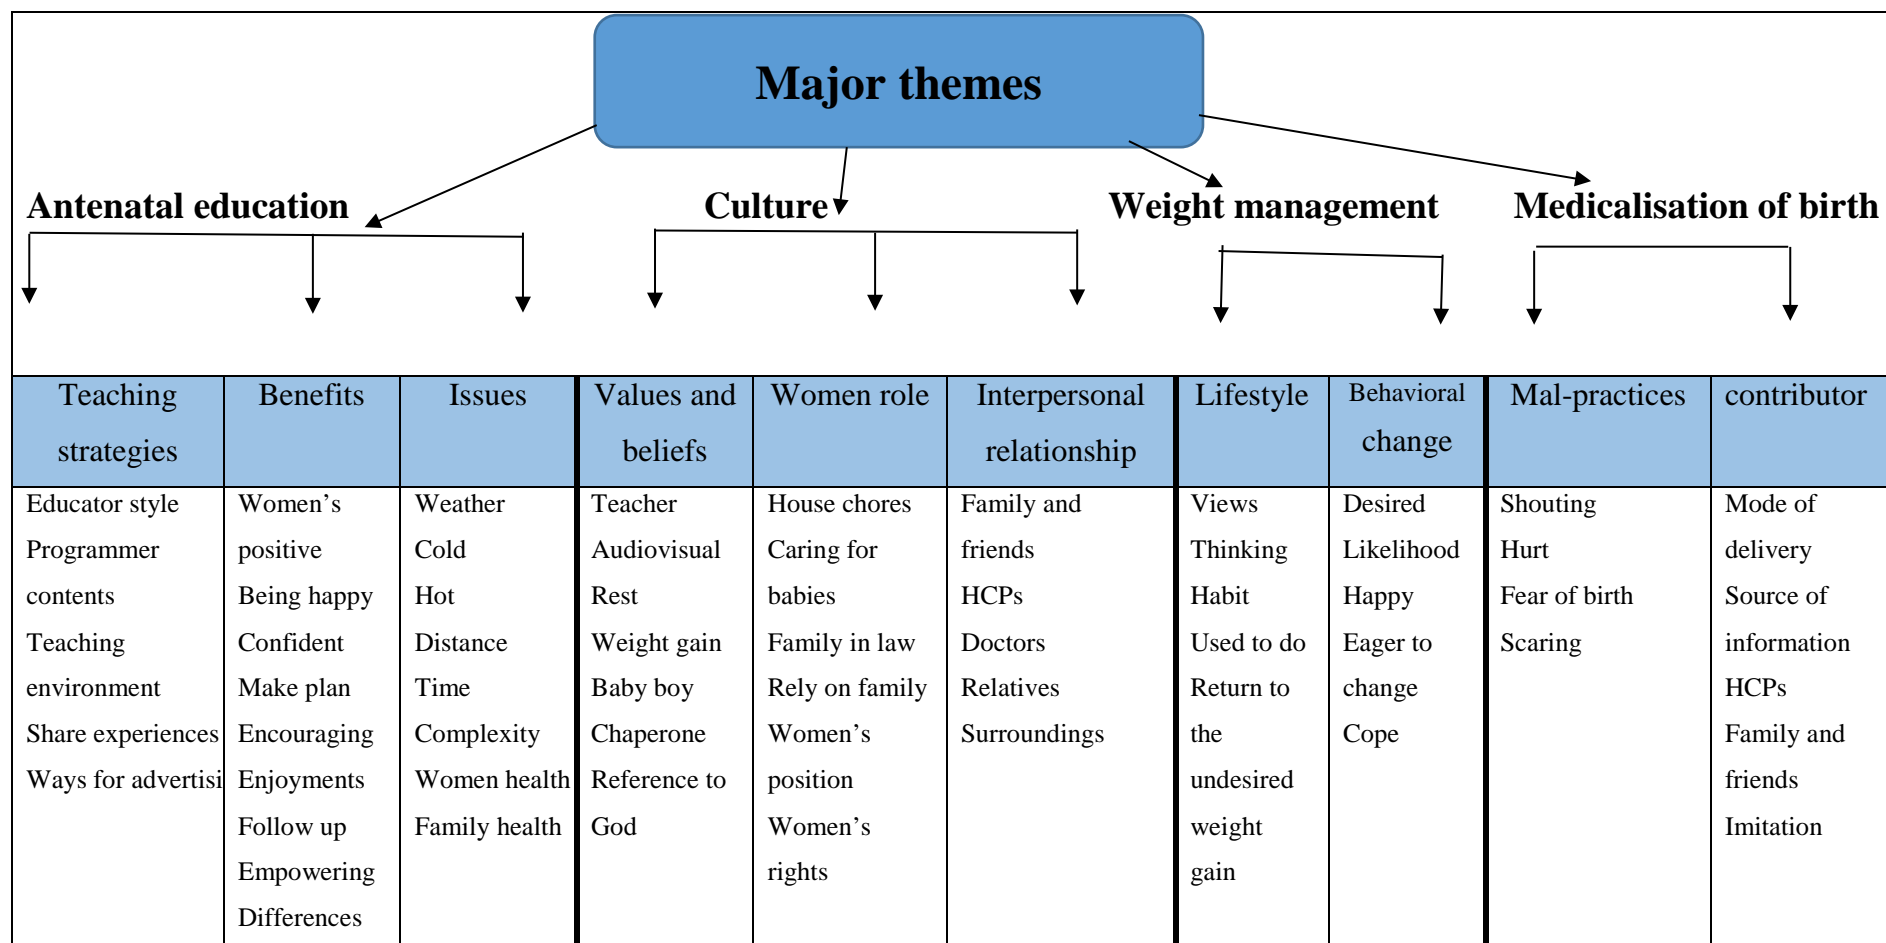 Major themes
Antenatal education
Culture
Weight management
Medicalisation of birth
Teaching
strategies
Benefits
Issues
Values and
beliefs
Women role
Interpersonal
relationship
Lifestyle
Behavioral
change
Mal-practices
contributor
Educator style
Programmer
contents
Teaching
environment
Share experiences
Ways for advertisi
Women’s
positive
Being happy
Confident
Make plan
Encouraging
Enjoyments
Follow up
Empowering
Differences
Weather
Cold
Hot
Distance
Time
Complexity
Women health
Family health
Teacher
Audiovisual
Rest
Weight gain
Baby boy
Chaperone
Reference to
God
House chores
Caring for
babies
Family in law
Rely on family
Women’s
position
Women’s
rights
Family and
friends
HCPs
Doctors
Relatives
Surroundings
Views
Thinking
Habit
Used to do
Return to
the
undesired
weight
gain
Desired
Likelihood
Happy
Eager to
change
Cope
Shouting
Hurt
Fear of birth
Scaring
Mode of
delivery
Source of
information
HCPs
Family and
friends
Imitation